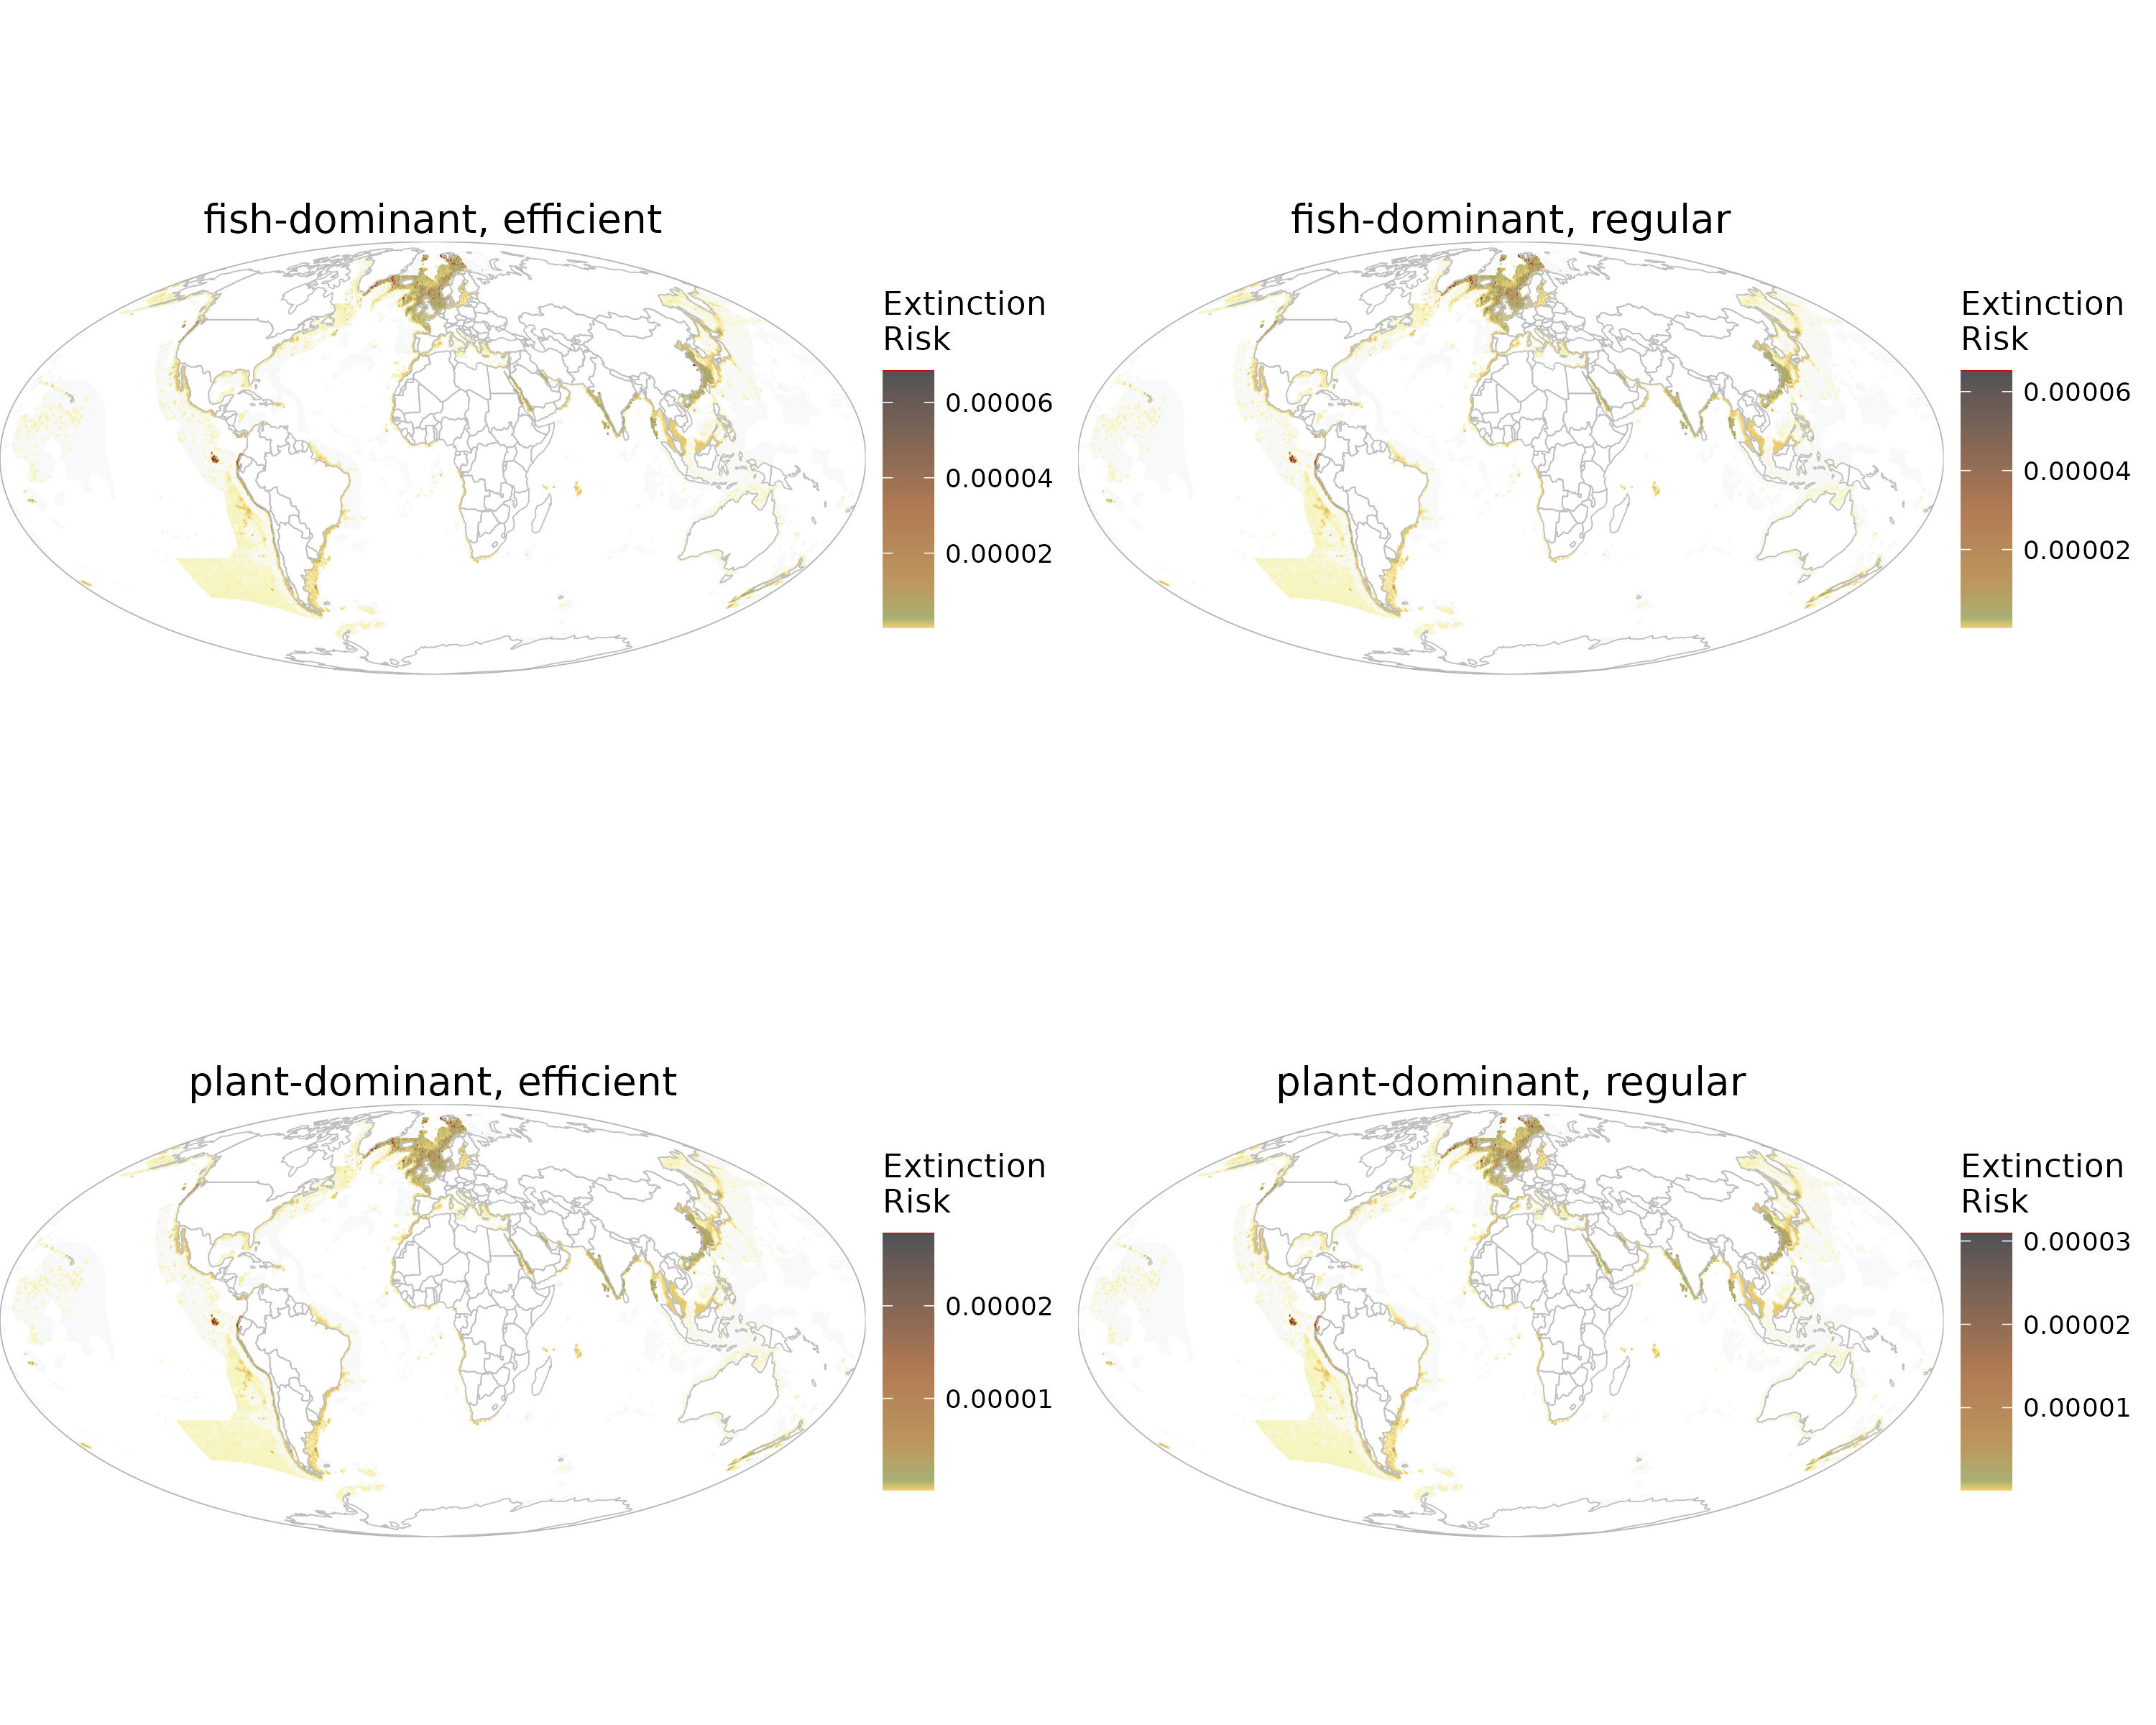 fish-dominant, efficient
Extinction
Risk
0.00006
0.00004
0.00002
fish-dominant, regular
Extinction
Risk
0.00006
0.00004
0.00002
plant-dominant, efficient
Extinction
Risk
0.00002
0.00001
plant-dominant, regular
Extinction
Risk
0.00003
0.00002
0.00001